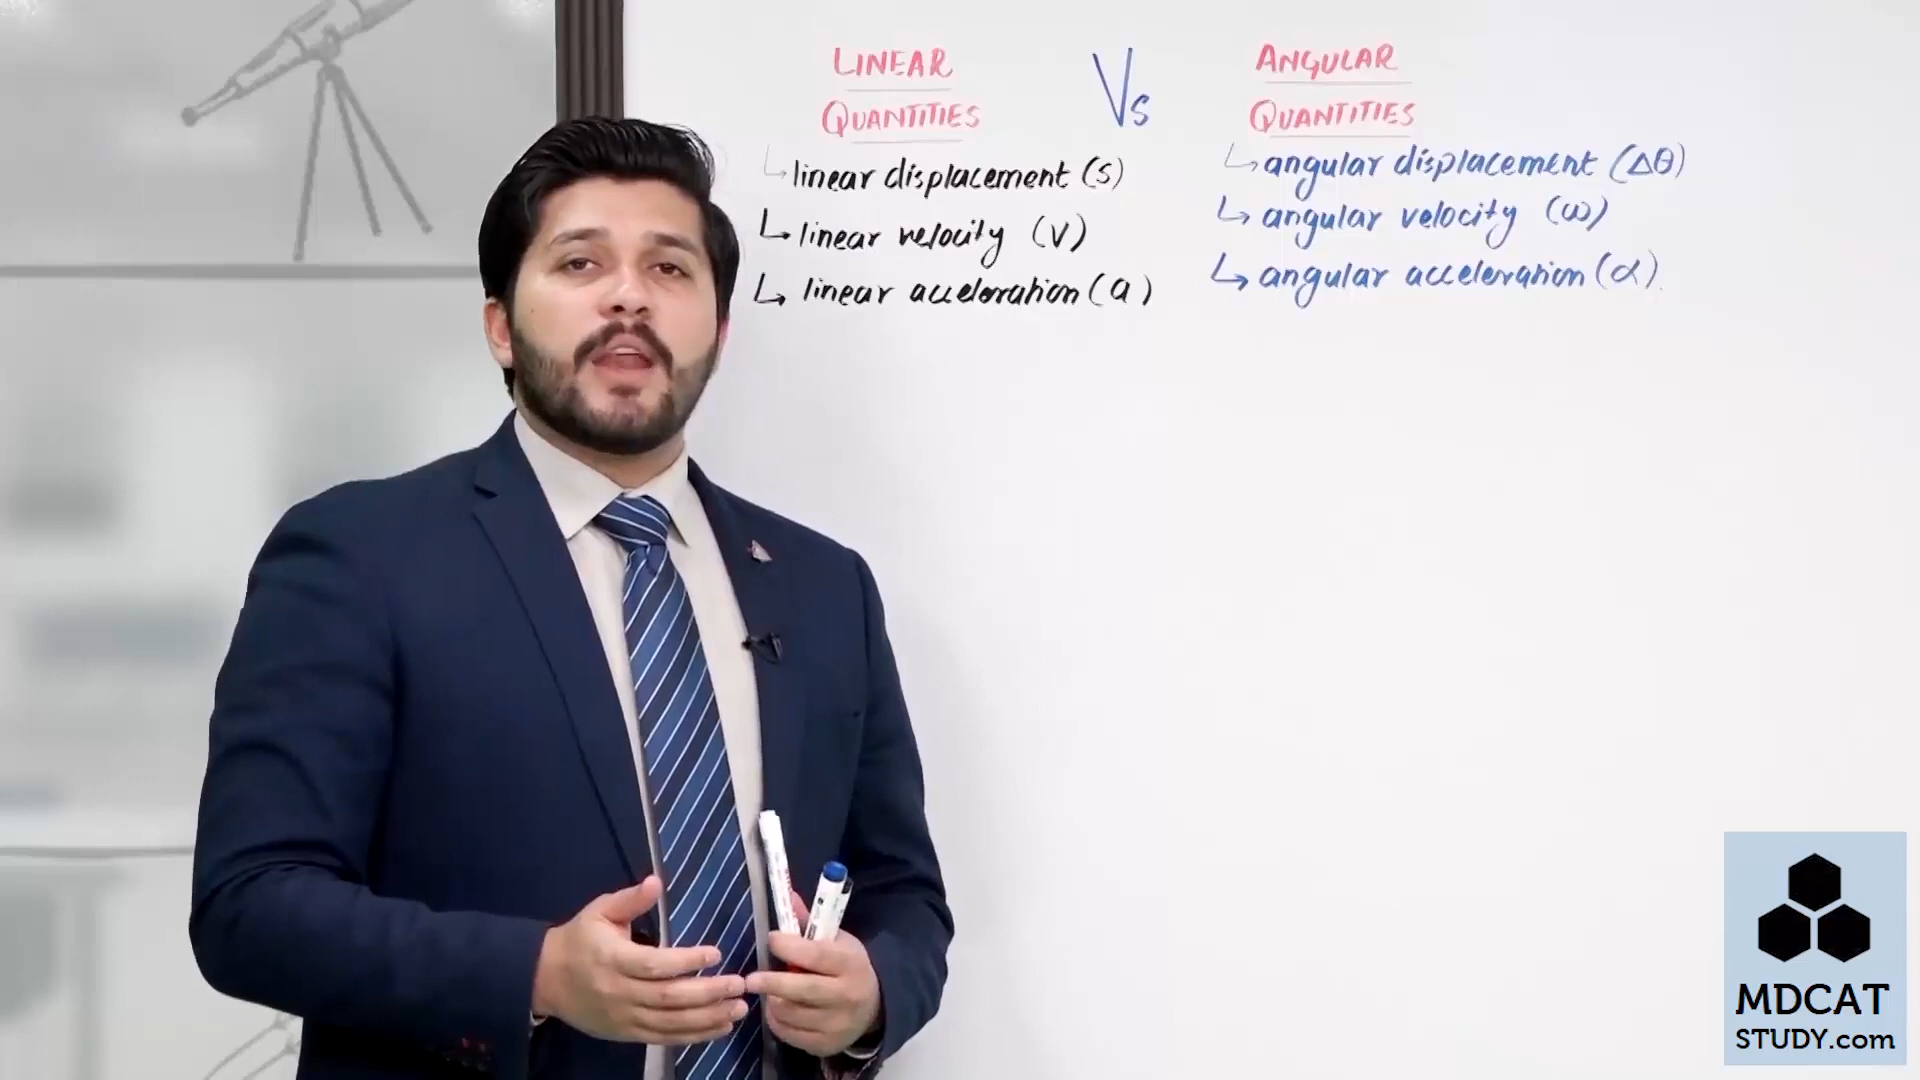 LINEAR
QUANTITIES
Vs
ANGULAR
QUANTITIES
↳ linear displacement (s)
↳ linear velocity (v)
↳ linear acceleration (a)
↳ angular displacement (Δθ)
↳ angular velocity (ω)
↳ angular acceleration (α).
MDCAT
STUDY.com